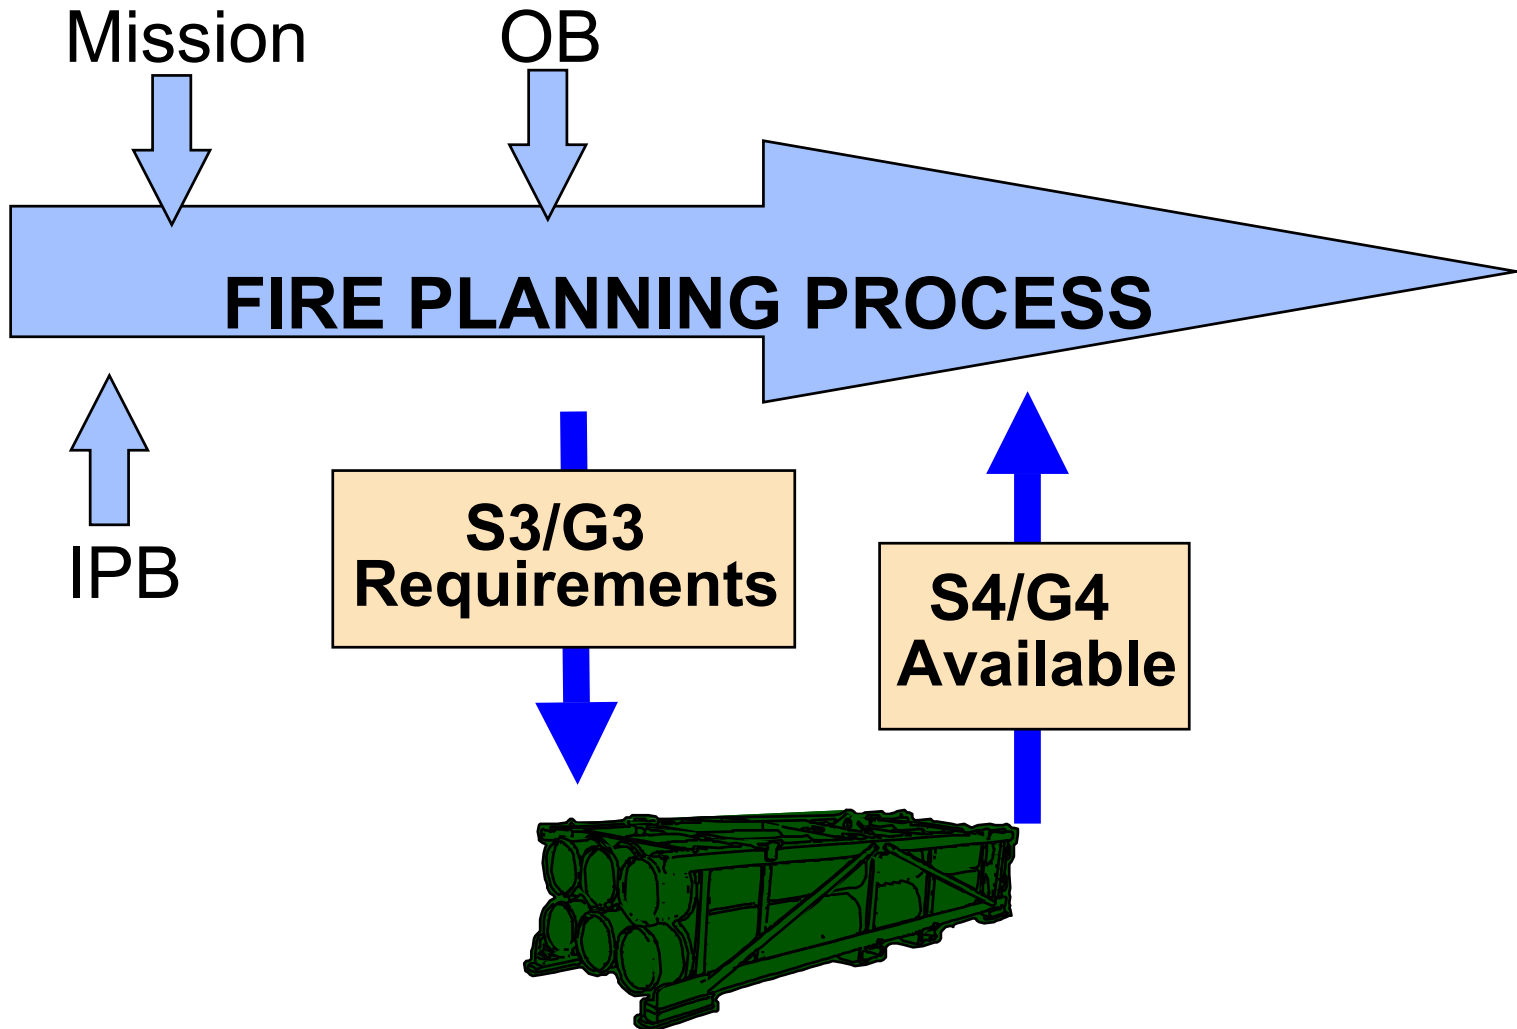 Mission
OB
FIRE PLANNING PROCESS
IPB
S3/G3
Requirements
S4/G4
Available